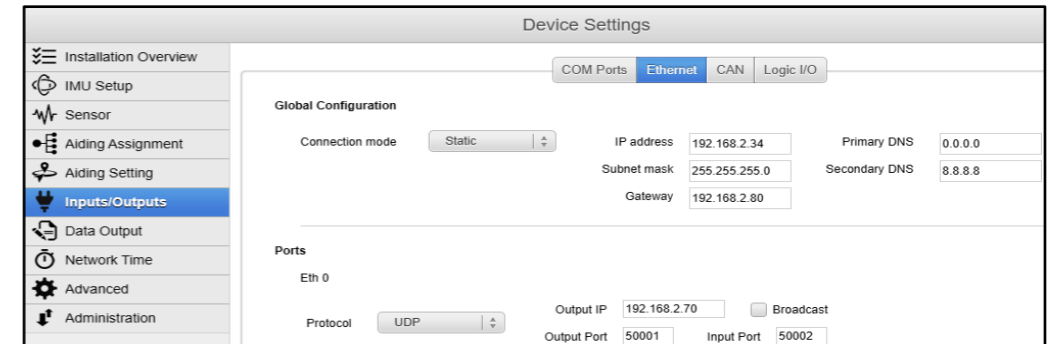 Device Settings
Installation Overview
IMU Setup
Sensor
Aiding Assignment
Aiding Setting
Inputs/Outputs
Data Output
Network Time
Advanced
Administration
COM Ports Ethernet CAN Logic I/O
Global Configuration
Connection mode Static IP address 192.168.2.34 Primary DNS 0.0.0.0
Subnet mask 255.255.255.0 Secondary DNS 8.8.8.8
Gateway 192.168.2.80
Ports
Eth 0
Output IP 192.168.2.70 Broadcast
Protocol UDP
Output Port 50001 Input Port 50002